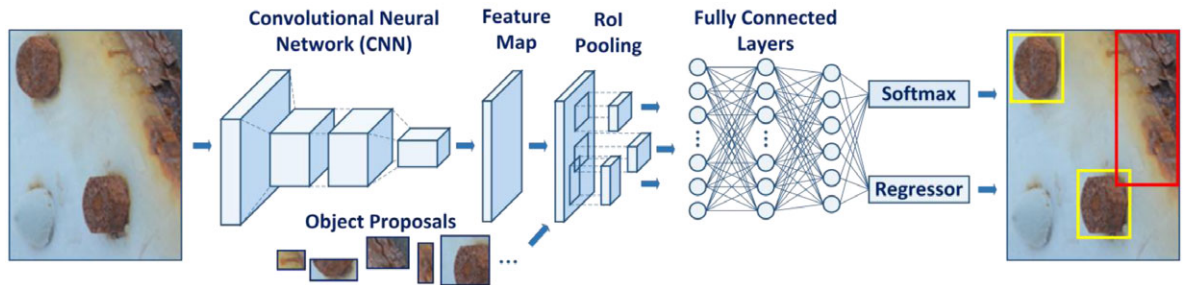 Convolutional Neural
Network (CNN)
Feature
Map
RoI
Pooling
Fully Connected
Layers
Softmax
Regressor
Object Proposals
...